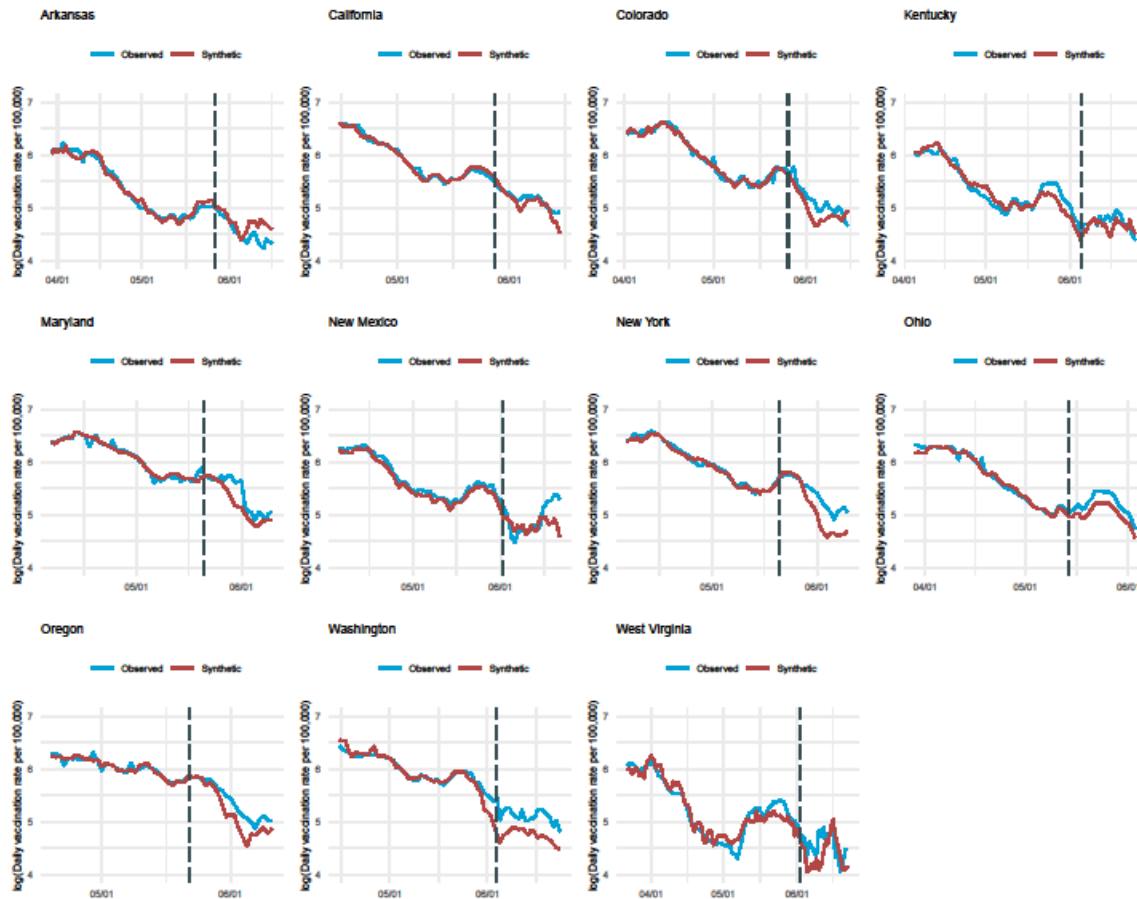 Arkansas
Observed Synthetic
log(Daily vaccination rate per 100,000)
7
6
5
4
04/01 05/01 06/01
California
Observed Synthetic
log(Daily vaccination rate per 100,000)
7
6
5
4
05/01 06/01
Colorado
Observed Synthetic
log(Daily vaccination rate per 100,000)
7
6
5
4
04/01 05/01 06/01
Kentucky
Observed Synthetic
log(Daily vaccination rate per 100,000)
7
6
5
4
04/01 05/01 06/01
Maryland
Observed Synthetic
log(Daily vaccination rate per 100,000)
7
6
5
4
05/01 06/01
New Mexico
Observed Synthetic
log(Daily vaccination rate per 100,000)
7
6
5
4
05/01 06/01
New York
Observed Synthetic
log(Daily vaccination rate per 100,000)
7
6
5
4
05/01 06/01
Ohio
Observed Synthetic
log(Daily vaccination rate per 100,000)
7
6
5
4
04/01 05/01 06/01
Oregon
Observed Synthetic
log(Daily vaccination rate per 100,000)
7
6
5
4
05/01 06/01
Washington
Observed Synthetic
log(Daily vaccination rate per 100,000)
7
6
5
4
05/01 06/01
West Virginia
Observed Synthetic
log(Daily vaccination rate per 100,000)
7
6
5
4
04/01 05/01 06/01